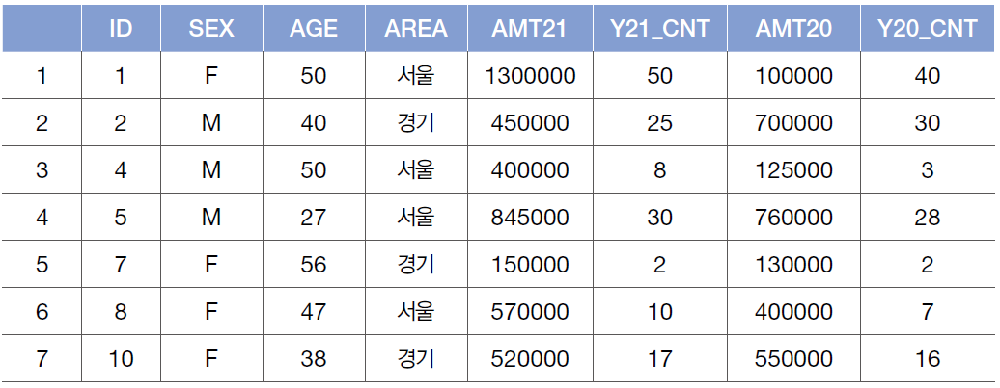 ID SEX AGE AREA AMT21 Y21_CNT AMT20 Y20_CNT
1 1 F 50 서울 1300000 50 100000 40
2 2 M 40 경기 450000 25 700000 30
3 4 M 50 서울 400000 8 125000 3
4 5 M 27 서울 845000 30 760000 28
5 7 F 56 경기 150000 2 130000 2
6 8 F 47 서울 570000 10 400000 7
7 10 F 38 경기 520000 17 550000 16